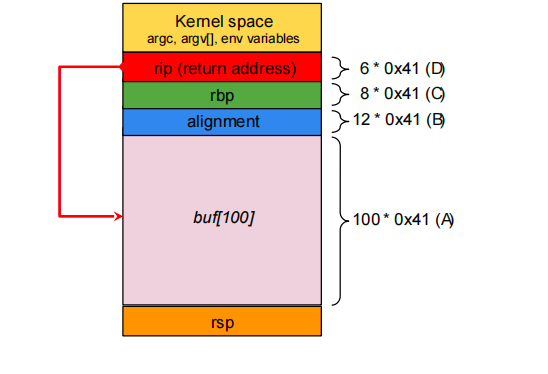 Kernel space
argc, argv[], env variables
rip (return address)
6 * 0x41 (D)
rbp
8 * 0x41 (C)
alignment
12 * 0x41 (B)
buf[100]
100 * 0x41 (A)
rsp